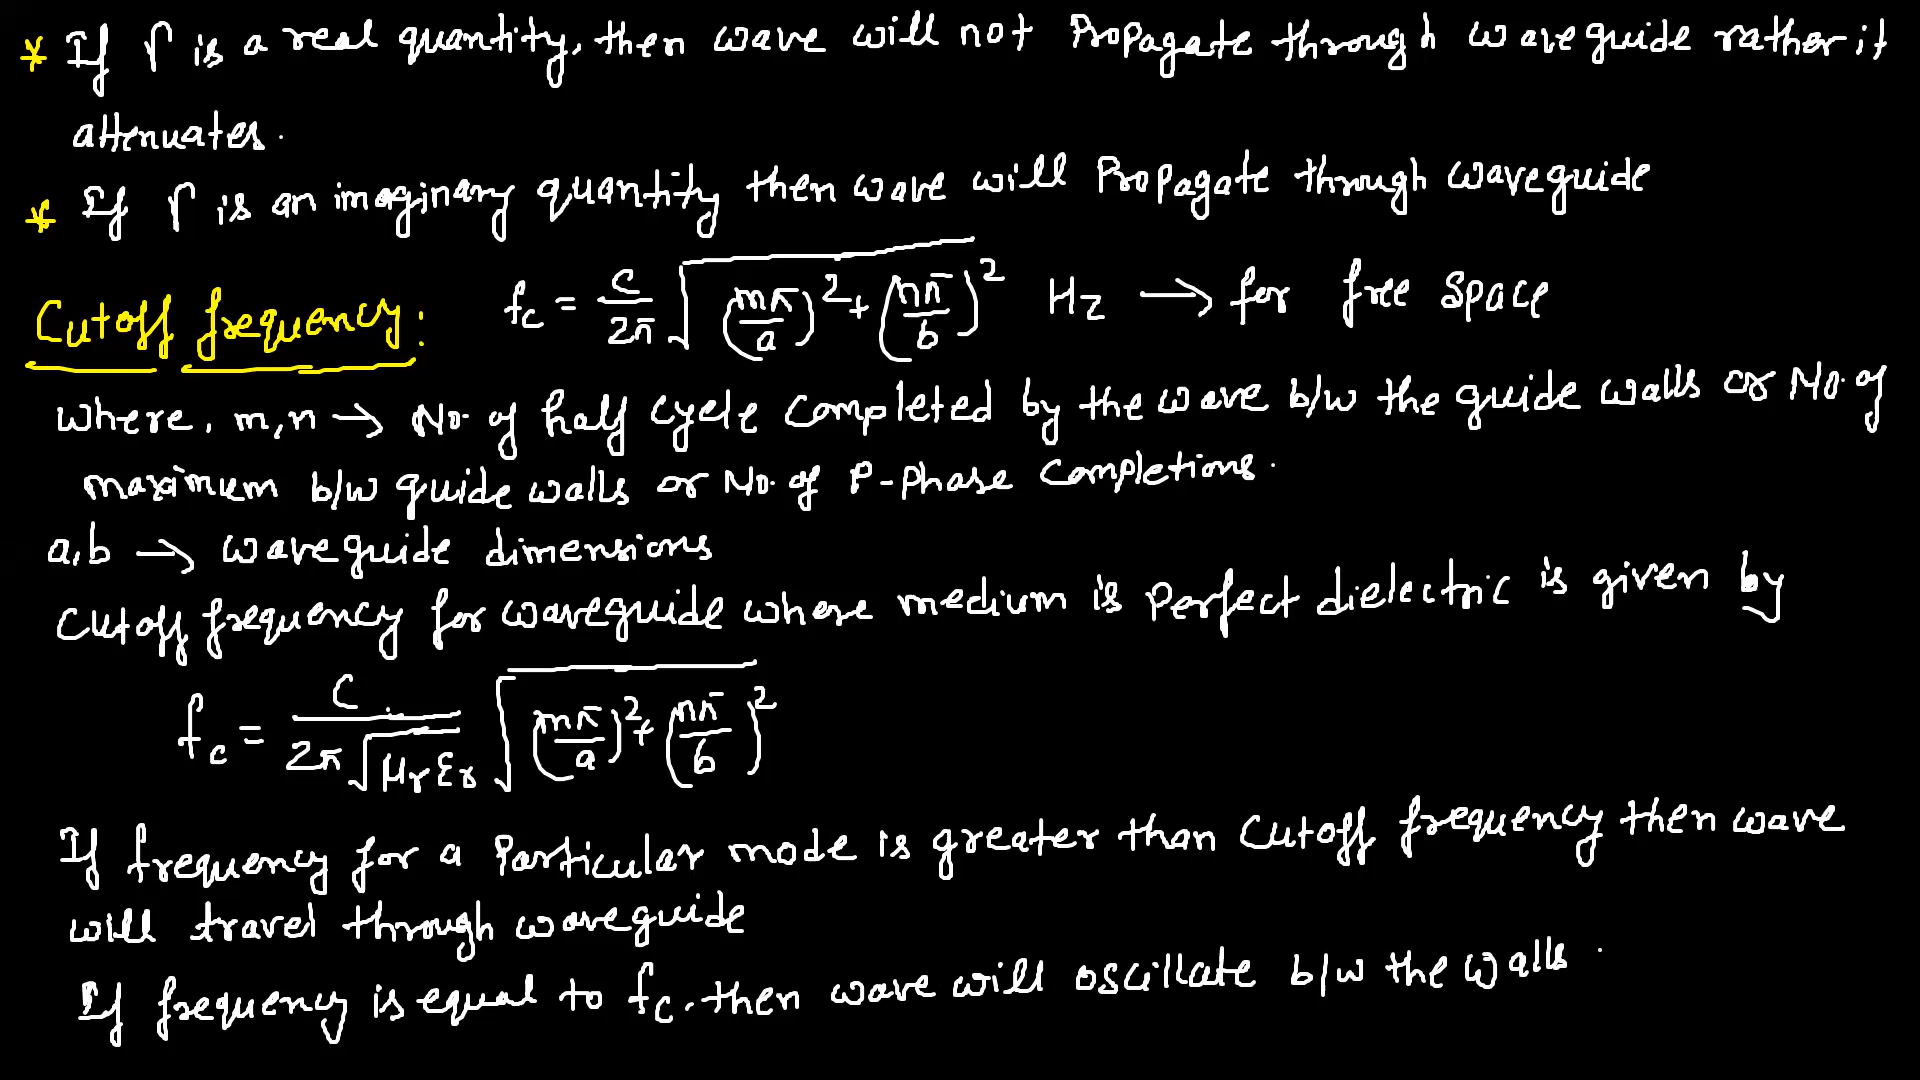 * If Γ is a real quantity, then wave will not Propagate through waveguide rather it
attenuates.
* If Γ is an imaginary quantity then wave will Propagate through waveguide
Cutoff frequency: fc = c/2π √((mπ/a)² + (nπ/b)²) Hz → for free space
where, m,n → No. of half cycle completed by the wave b/w the guide walls or No. of
maximum b/w guide walls or No. of P-Phase completions.
a,b → waveguide dimensions
Cutoff frequency for waveguide where medium is perfect dielectric is given by
fc = C/(2π√(μr εr)) √((mπ/a)² + (nπ/b)²)
If frequency for a Particular mode is greater than cutoff frequency then wave
will travel through waveguide
If frequency is equal to fc, then wave will oscillate b/w the walls.